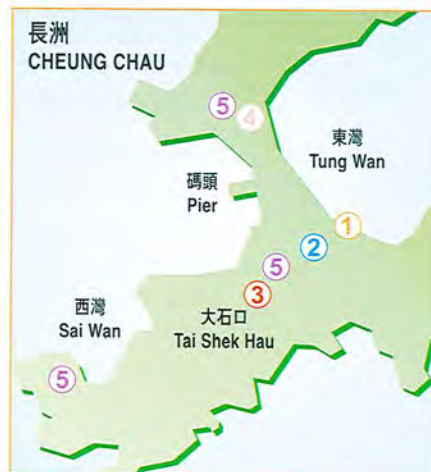 長洲
CHEUNG CHAU
5
4
東灣
Tung Wan
碼頭
Pier
1
2
5
3
大石口
Tai Shek Hau
西灣
Sai Wan
5